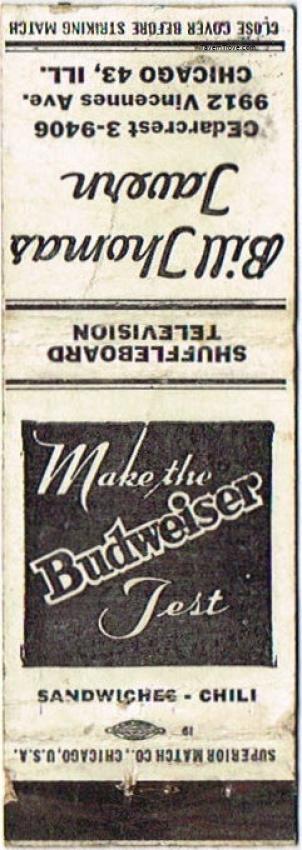 CLOSE COVER BEFORE STRIKING MATCH
Bill Thomas
Tavern
CEdarcrest 3-9406
9912 Vincennes Ave.
CHICAGO 43, ILL.
SHUFFLEBOARD
TELEVISION
Make the
Budweiser
Test
SANDWICHES - CHILI
19
SUPERIOR MATCH CO., CHICAGO, U.S.A.